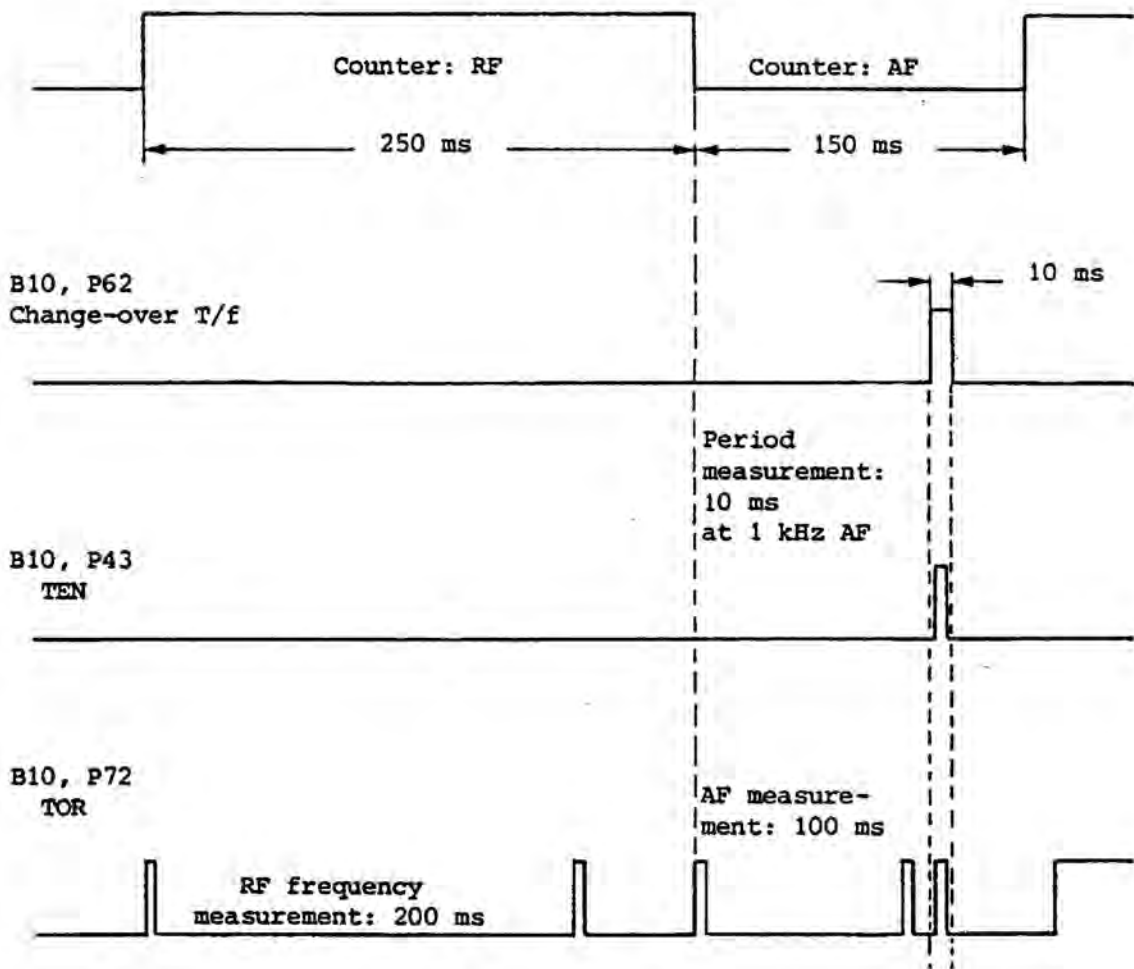 Counter: RF
Counter: AF
250 ms
150 ms
B10, P62
Change-over T/f
10 ms
Period
measurement:
10 ms
at 1 kHz AF
B10, P43
TEN
B10, P72
TOR
AF measure-
ment: 100 ms
RF frequency
measurement: 200 ms